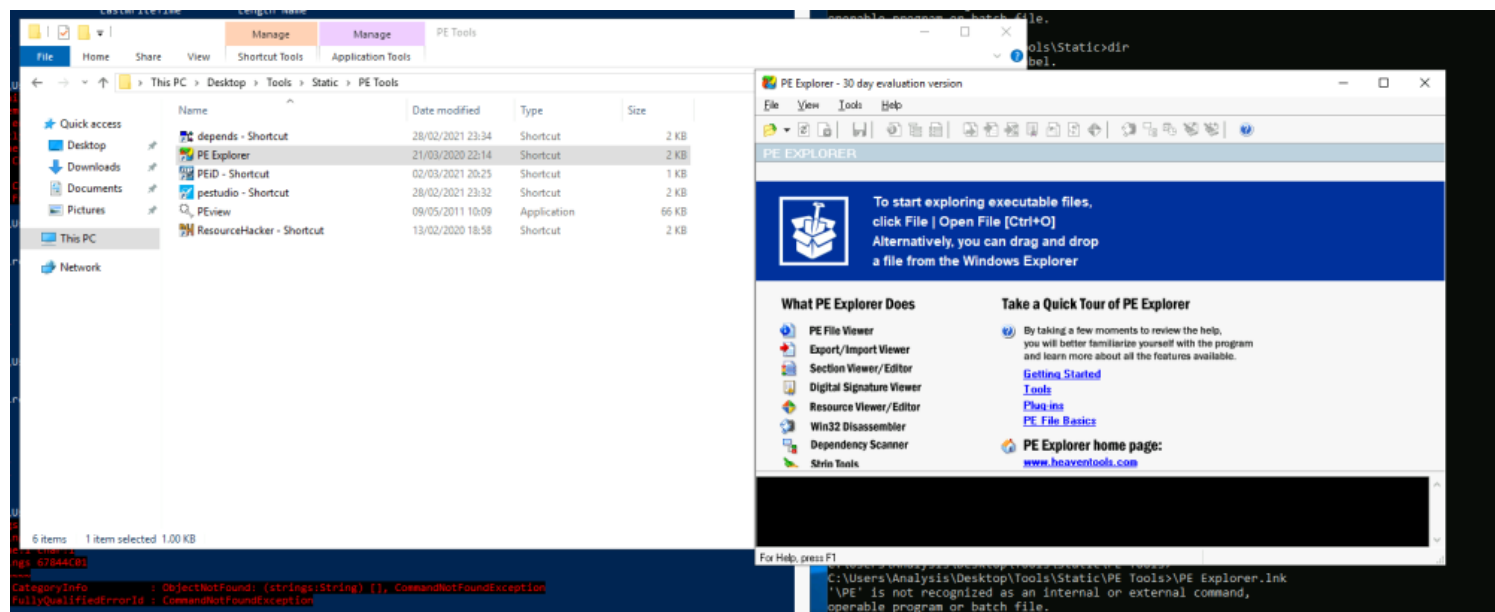 LastWriteTime Length Name
operable program or batch file.
Manage Manage PE Tools
File Home Share View Shortcut Tools Application Tools
ols\Static>dir
bel.
This PC > Desktop > Tools > Static > PE Tools
Name Date modified Type Size
Quick access
Desktop
Downloads
Documents
Pictures
This PC
Network
depends - Shortcut 28/02/2021 23:34 Shortcut 2 KB
PE Explorer 21/03/2020 22:14 Shortcut 2 KB
PEiD - Shortcut 02/03/2021 20:25 Shortcut 1 KB
pestudio - Shortcut 28/02/2021 23:32 Shortcut 2 KB
PEview 09/05/2011 10:09 Application 66 KB
ResourceHacker - Shortcut 13/02/2020 18:58 Shortcut 2 KB
6 items 1 item selected 1.00 KB
PE Explorer - 30 day evaluation version
File View Tools Help
PE EXPLORER
To start exploring executable files,
click File | Open File [Ctrl+O]
Alternatively, you can drag and drop
a file from the Windows Explorer
What PE Explorer Does
PE File Viewer
Export/Import Viewer
Section Viewer/Editor
Digital Signature Viewer
Resource Viewer/Editor
Win32 Disassembler
Dependency Scanner
Strip Tools
Take a Quick Tour of PE Explorer
By taking a few moments to review the help,
you will better familiarize yourself with the program
and learn more about all the features available.
Getting Started
Tools
Plug-ins
PE File Basics
PE Explorer home page:
www.heaventools.com
For Help, press F1
ngs 67844C01
CategoryInfo : ObjectNotFound: (strings:String) [], CommandNotFoundException
FullyQualifiedErrorId : CommandNotFoundException
C:\Users\Analysis\Desktop\Tools\Static\PE Tools>\PE Explorer.lnk
'\PE' is not recognized as an internal or external command,
operable program or batch file.